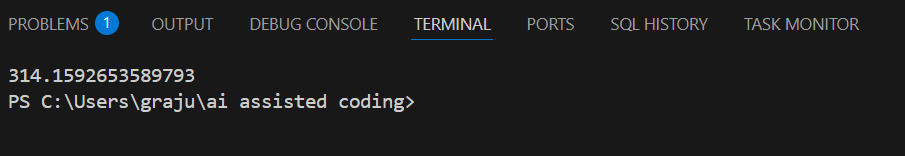 PROBLEMS 1 OUTPUT DEBUG CONSOLE TERMINAL PORTS SQL HISTORY TASK MONITOR
314.1592653589793
PS C:\Users\graju\ai assisted coding>